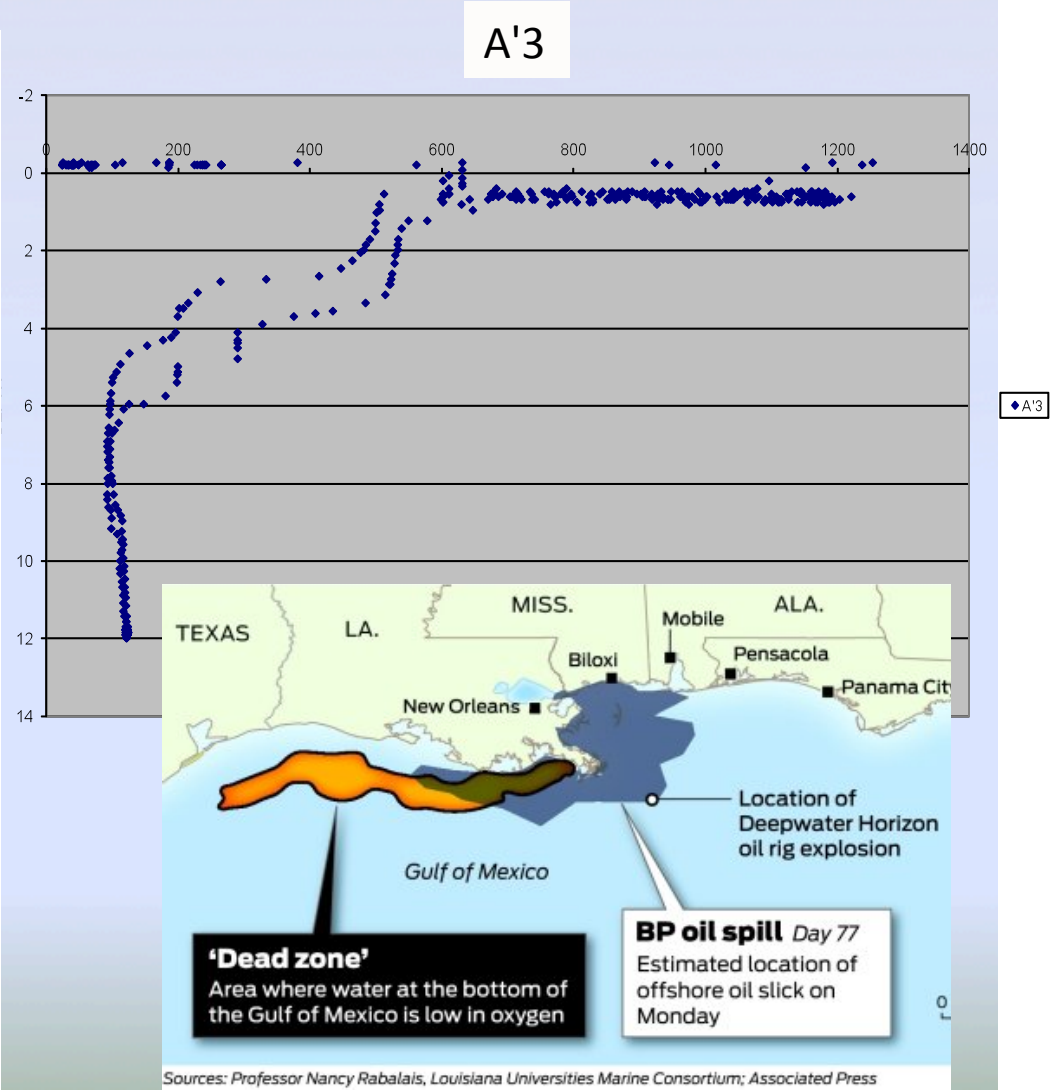 A'3
-2
200 400 600 800 1000 1200 1400
0
2
4
6
8
10
12
14
A'3
TEXAS
LA.
MISS.
ALA.
Mobile
Biloxi
Pensacola
Panama City
New Orleans
Location of
Deepwater Horizon
oil rig explosion
Gulf of Mexico
'Dead zone'
Area where water at the bottom of
the Gulf of Mexico is low in oxygen
BP oil spill Day 77
Estimated location of
offshore oil slick on
Monday
0
Sources: Professor Nancy Rabalais, Louisiana Universities Marine Consortium; Associated Press